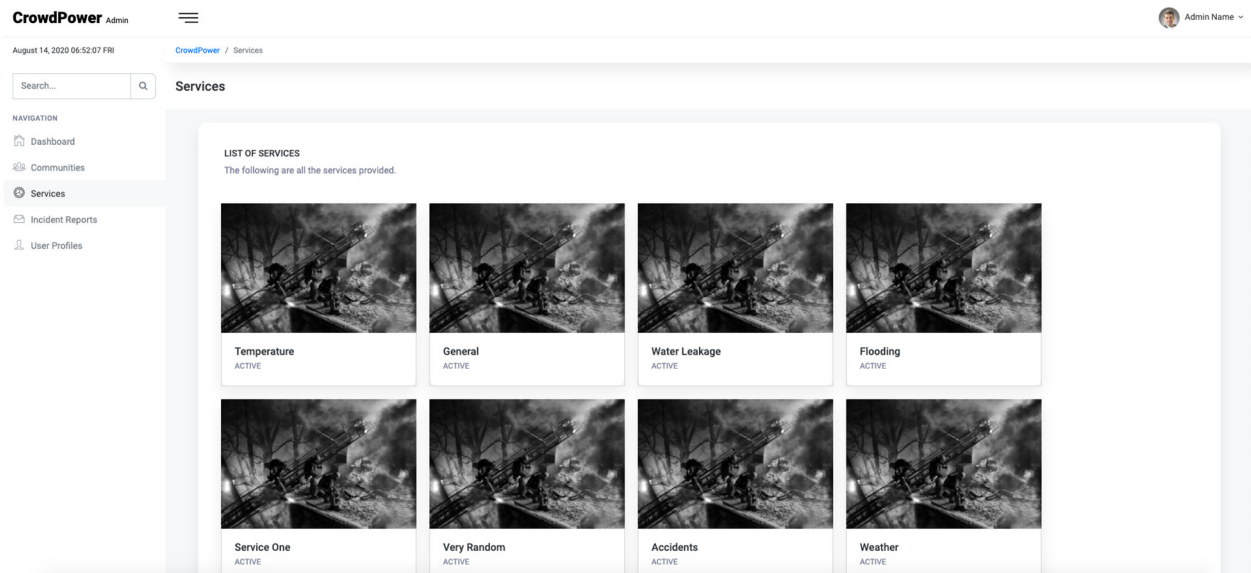 CrowdPower Admin
Admin Name
August 14, 2020 06:52:07 FRI
CrowdPower / Services
Search...
Services
NAVIGATION
Dashboard
Communities
Services
Incident Reports
User Profiles
LIST OF SERVICES
The following are all the services provided.
Temperature
ACTIVE
General
ACTIVE
Water Leakage
ACTIVE
Flooding
ACTIVE
Service One
ACTIVE
Very Random
ACTIVE
Accidents
ACTIVE
Weather
ACTIVE